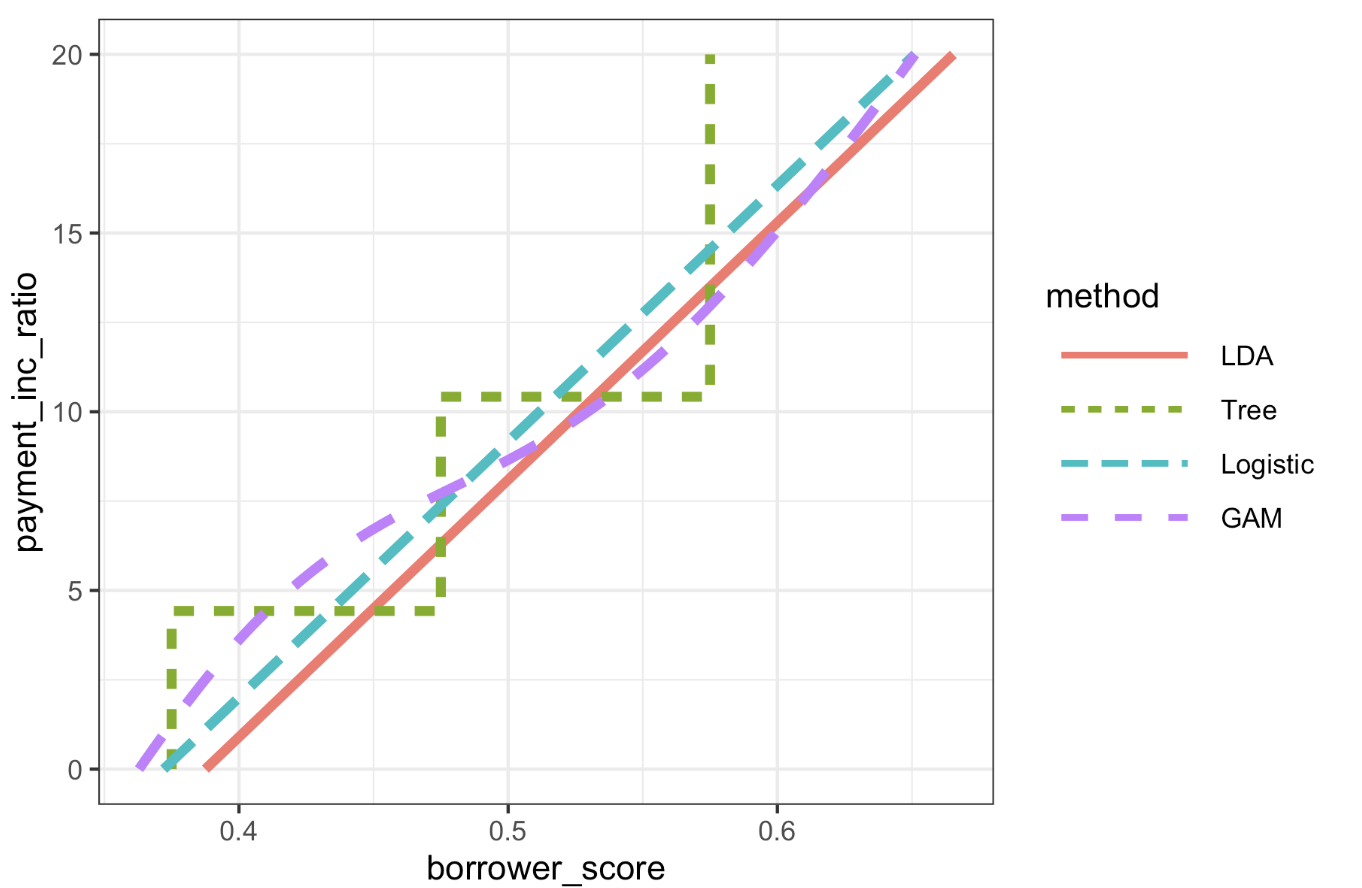 20
15
10
5
0
payment_inc_ratio
0.4
0.5
0.6
borrower_score
method
LDA
Tree
Logistic
GAM